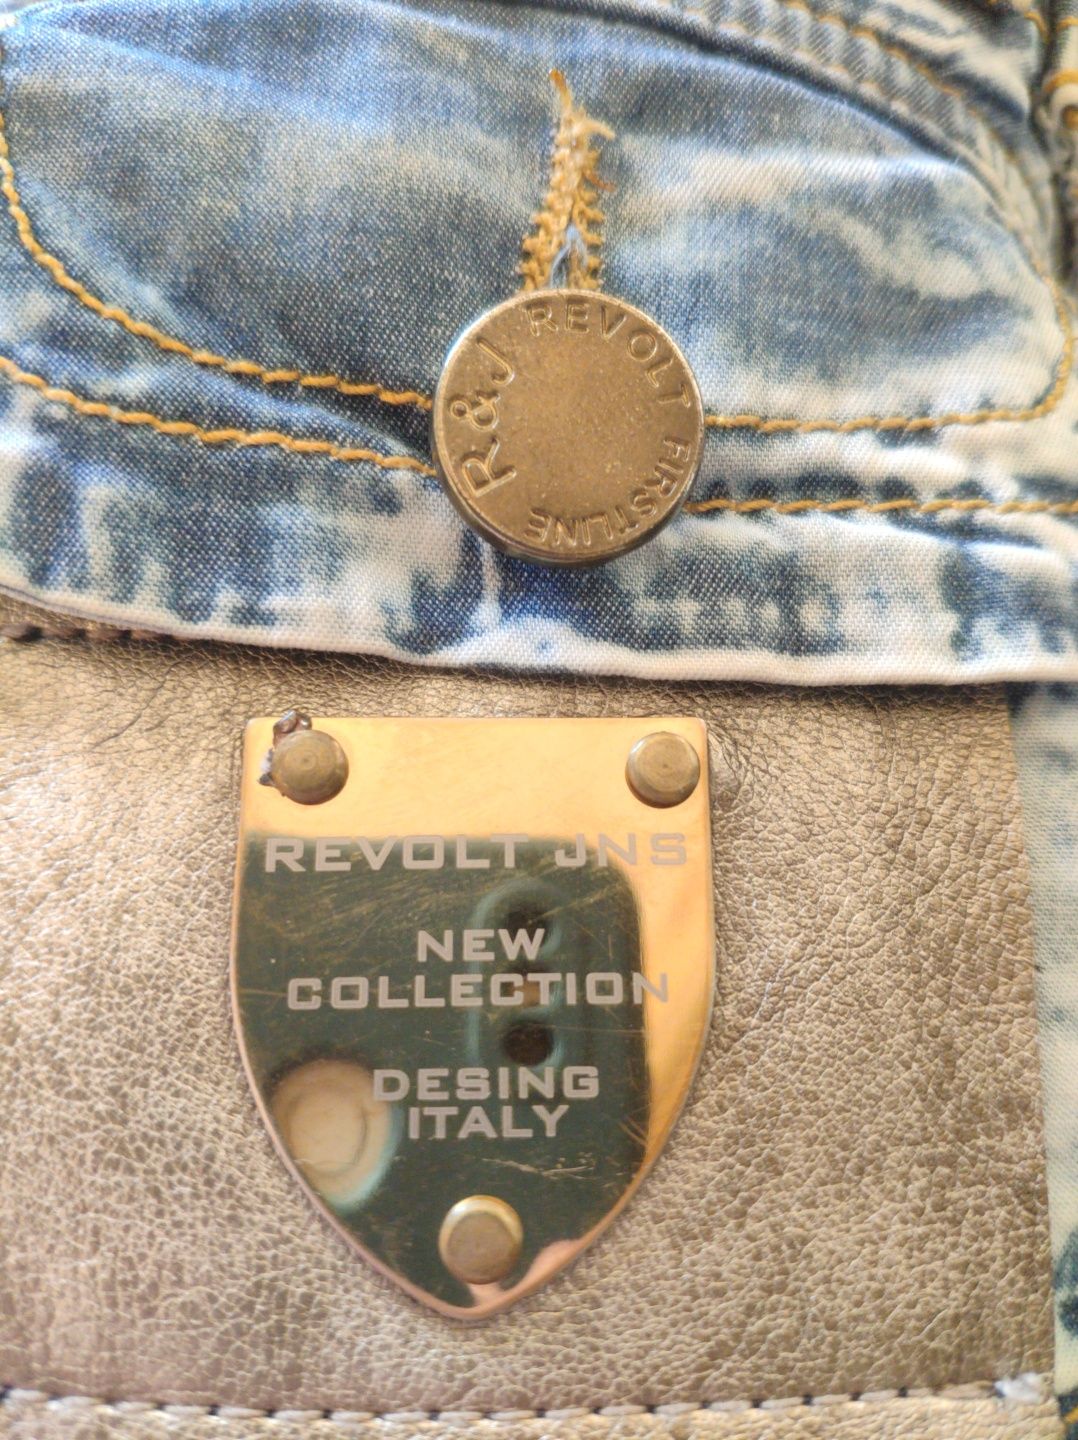 R&J REVOLT FIRSTLINE
REVOLT JNS
NEW
COLLECTION
DESING
ITALY